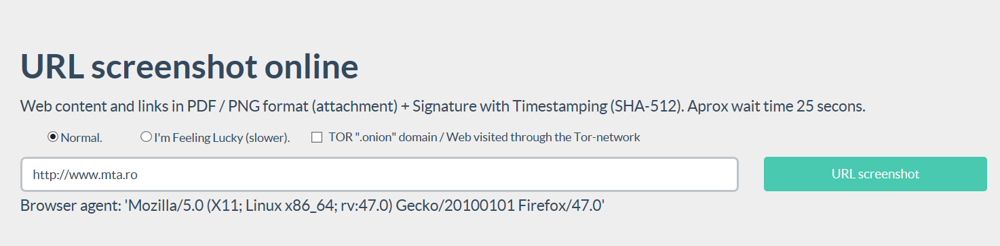 URL screenshot online
Web content and links in PDF / PNG format (attachment) + Signature with Timestamping (SHA-512). Aprox wait time 25 secons.
Normal. I'm Feeling Lucky (slower). TOR ".onion" domain / Web visited through the Tor-network
http://www.mta.ro URL screenshot
Browser agent: 'Mozilla/5.0 (X11; Linux x86_64; rv:47.0) Gecko/20100101 Firefox/47.0'